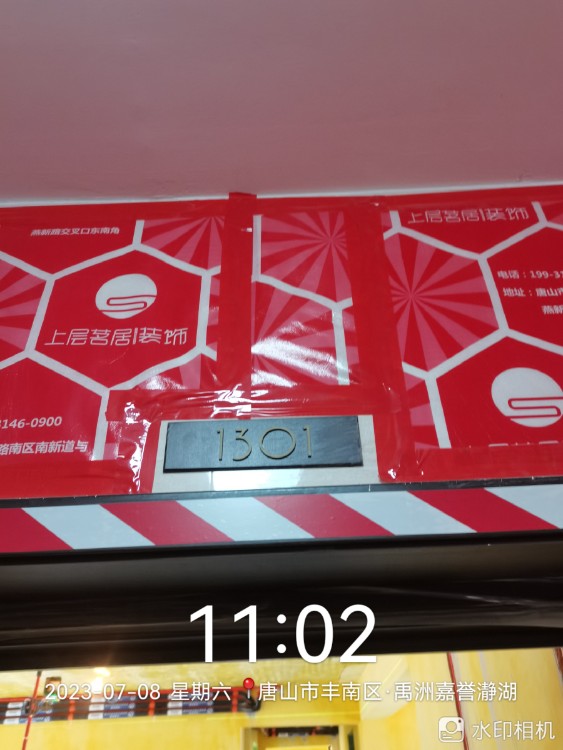 燕新路交叉口东南角
上层茗居装饰
上层茗居装饰
电话：199-3
地址：唐山市
燕新
3146-0900
路南区南新道与
1301
11:02
2023-07-08 星期六 唐山市丰南区·禹洲嘉誉瀞湖
水印相机